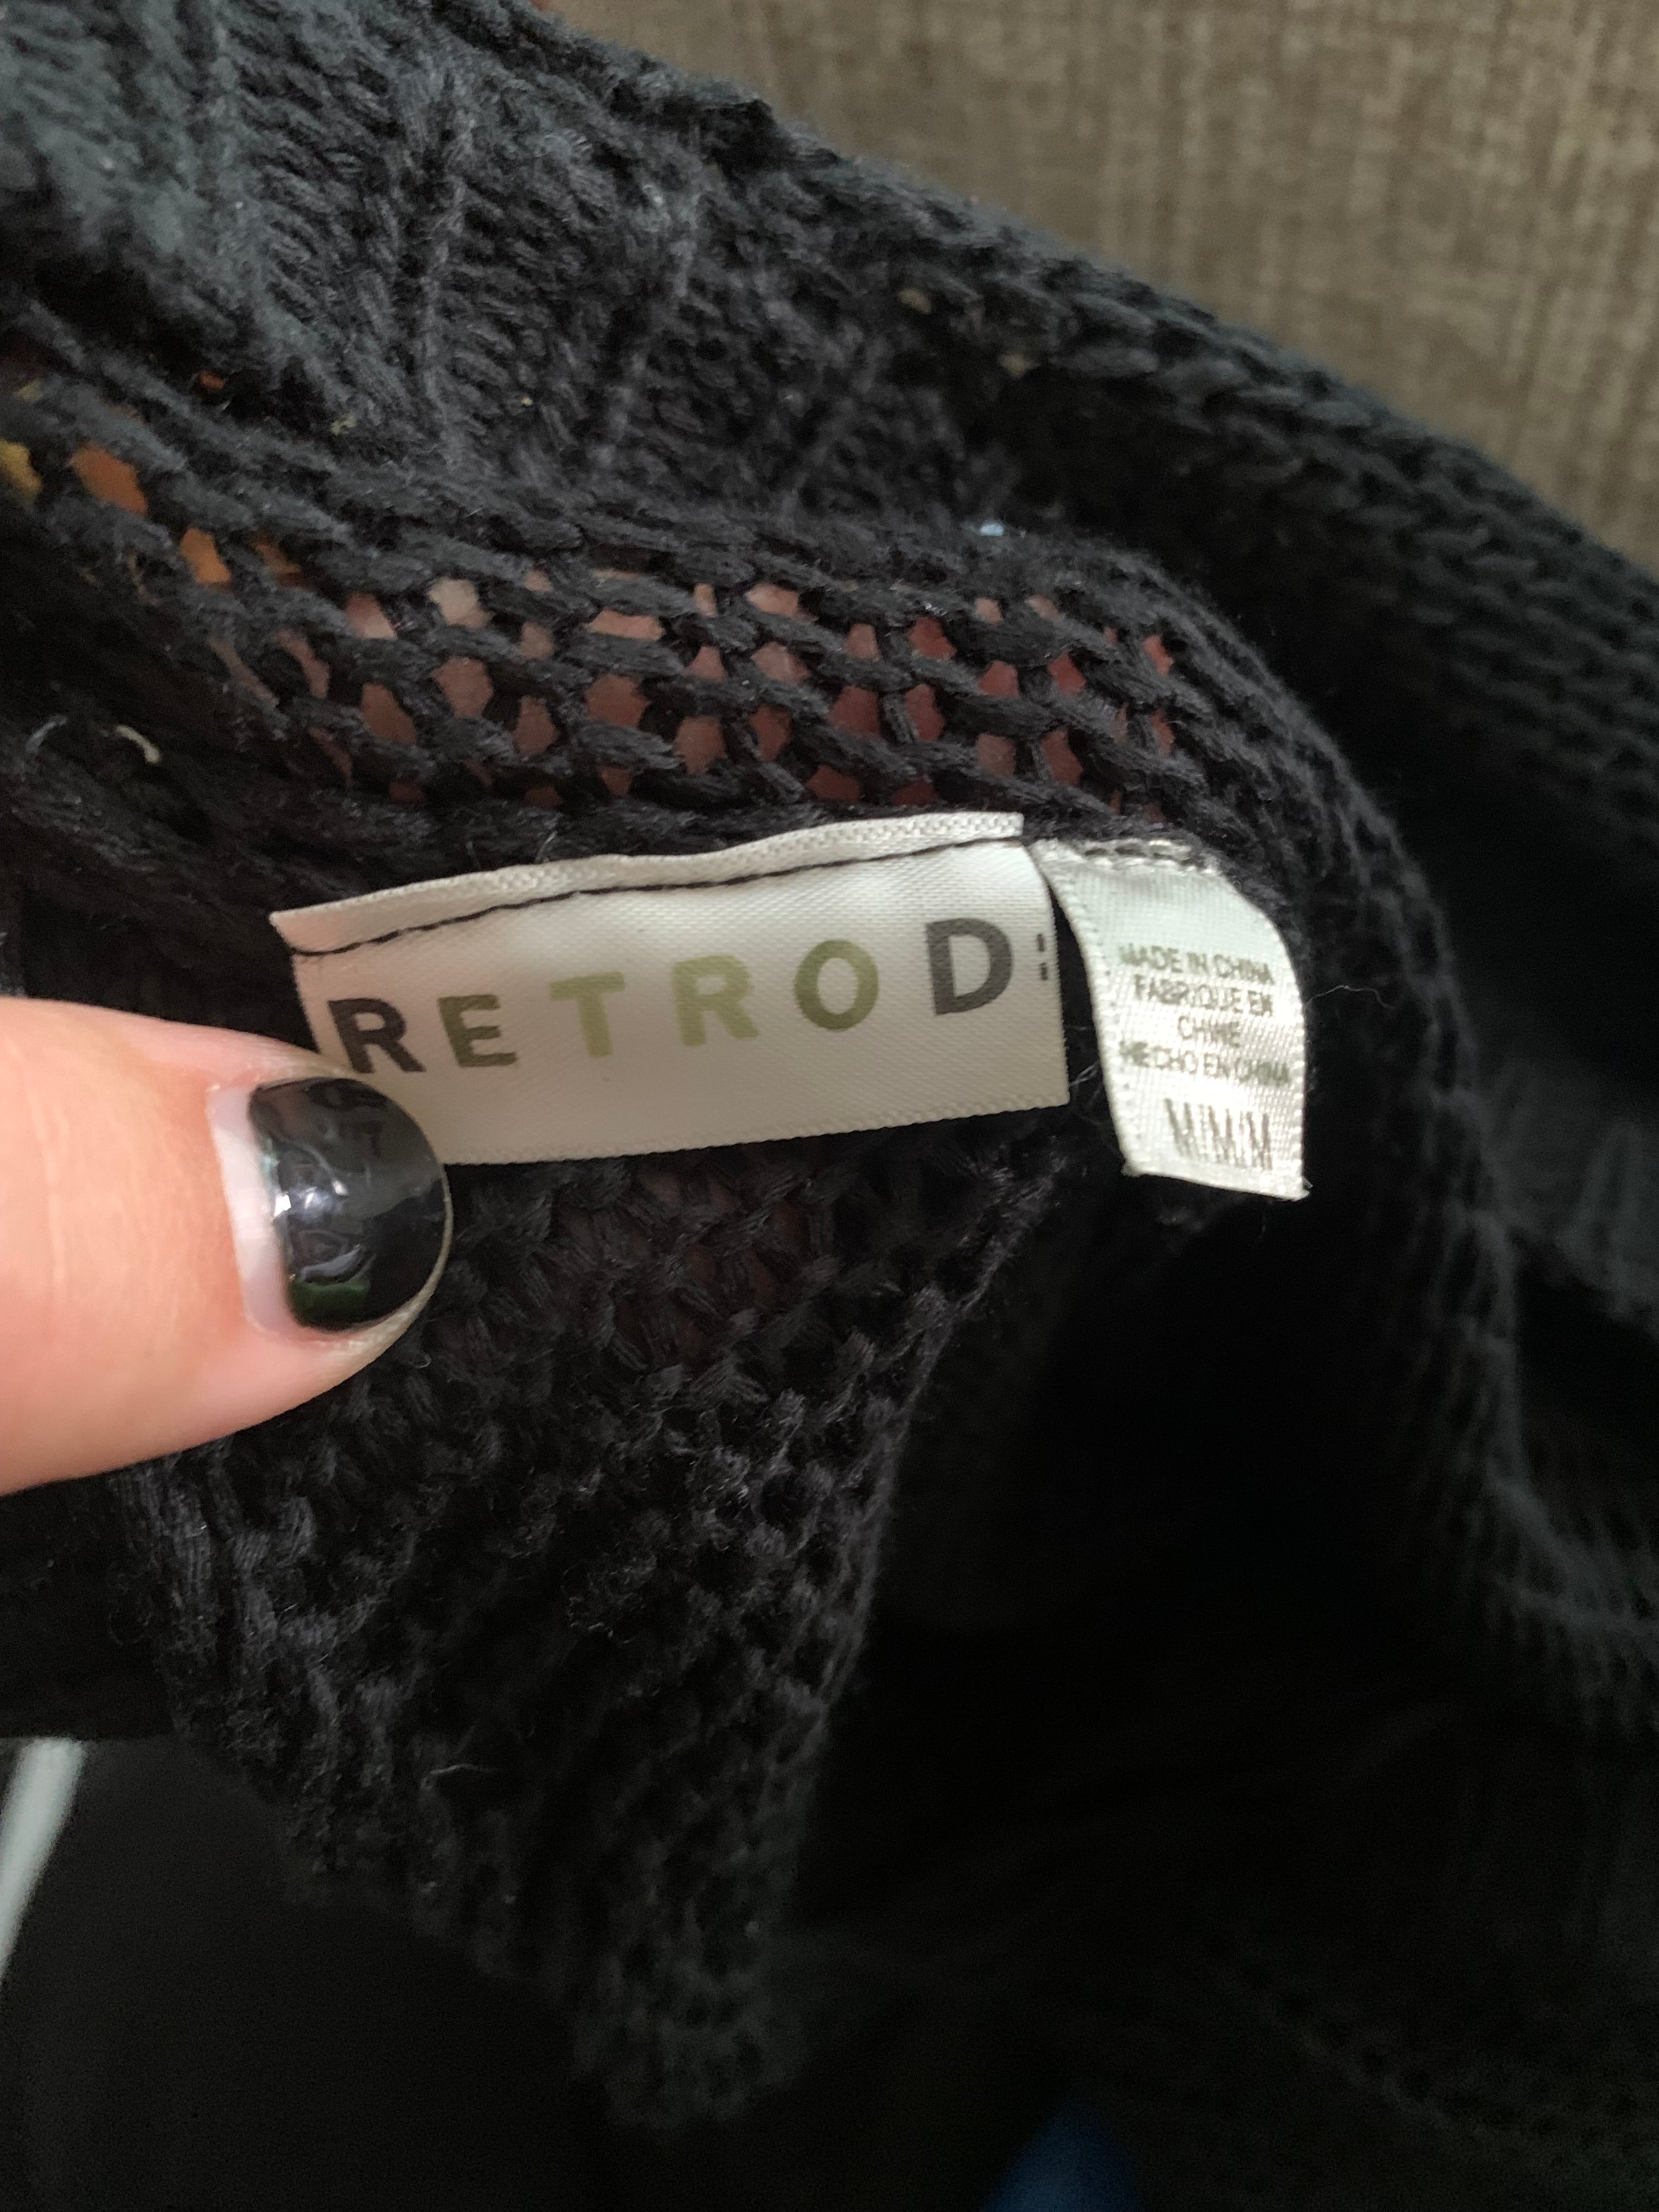 RETROD
MADE IN CHINA
FABRIQUE EN
CHINE
HECHO EN CHINA
M/M/M